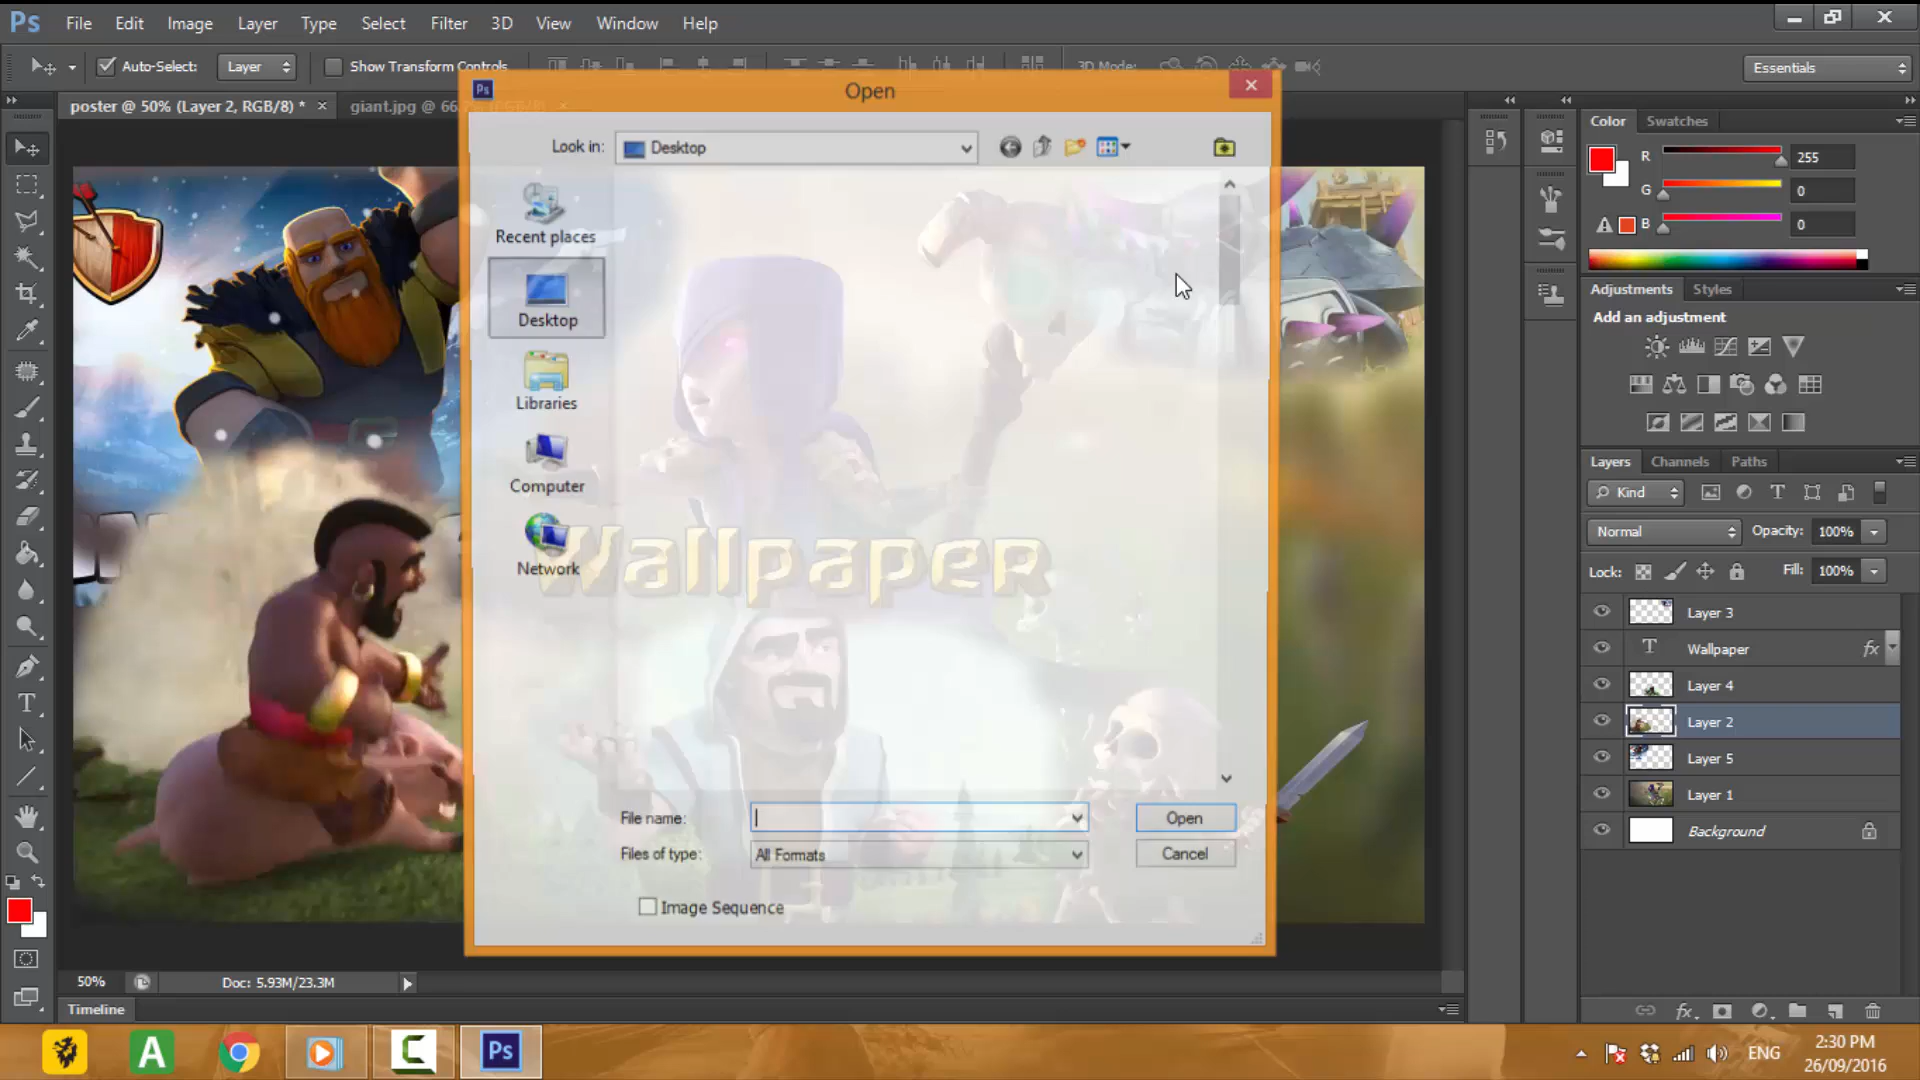 Ps File Edit Image Layer Type Select Filter 3D View Window Help
Auto-Select: Layer Show Transform Controls 3D Mode: Essentials
poster @ 50% (Layer 2, RGB/8) * × giant.jpg @ 66
Ps Open
Look in: Desktop
Recent places
Desktop
Libraries
Computer
Network
Wallpaper
File name: Open
Files of type: All Formats Cancel
Image Sequence
Color Swatches
R 255
G 0
B 0
Adjustments Styles
Add an adjustment
Layers Channels Paths
Kind
Normal Opacity: 100%
Lock: Fill: 100%
Layer 3
T Wallpaper fx
Layer 4
Layer 2
Layer 5
Layer 1
Background
50% Doc: 5.93M/23.3M
Timeline
fx
A C Ps ENG 2:30 PM
26/09/2016